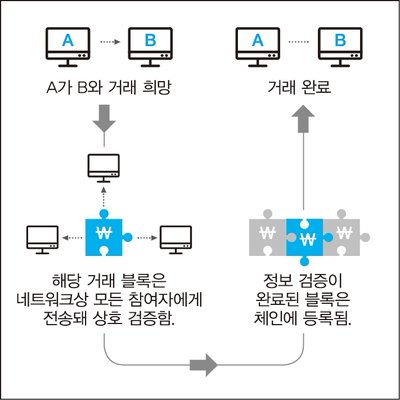 A
B
A가 B와 거래 희망
₩
해당 거래 블록은
네트워크상 모든 참여자에게
전송돼 상호 검증함.
₩ ₩ ₩
정보 검증이
완료된 블록은
체인에 등록됨.
A
B
거래 완료